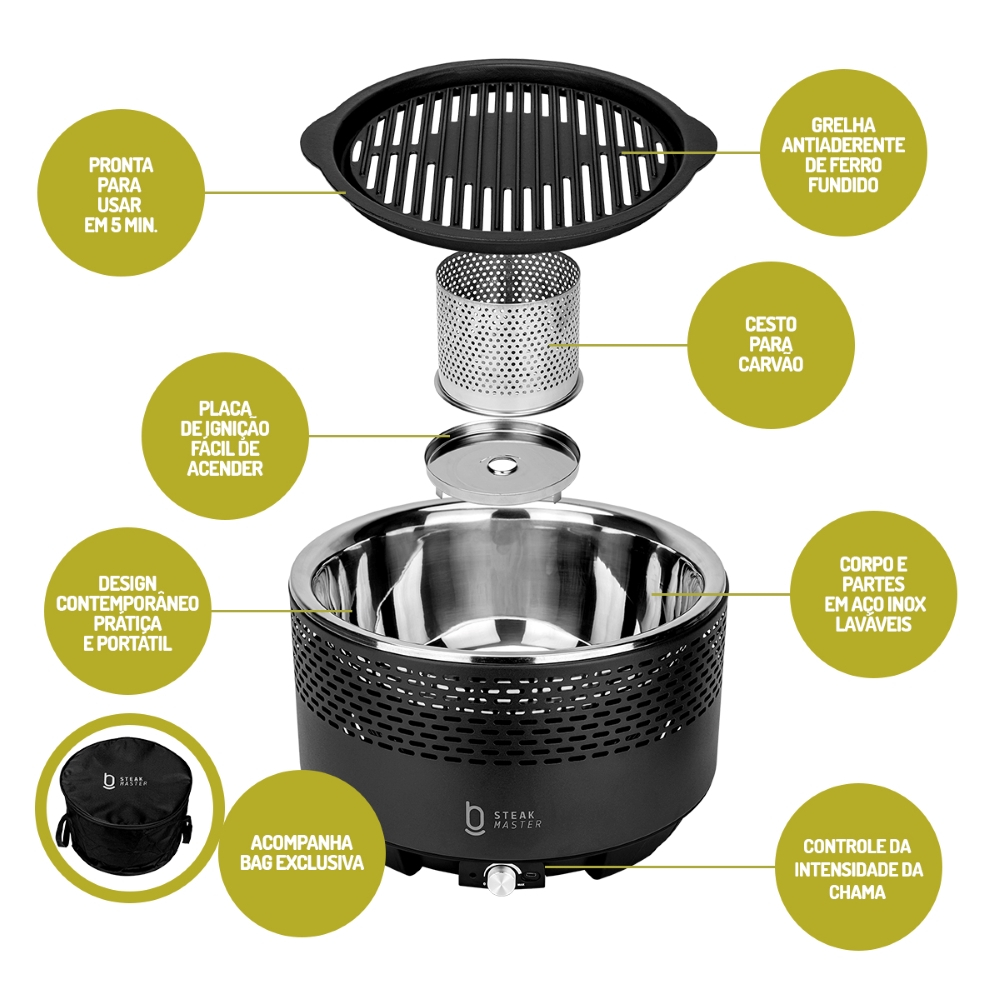 PRONTA
PARA
USAR
EM 5 MIN.
GRELHA
ANTIADERENTE
DE FERRO
FUNDIDO
CESTO
PARA
CARVÃO
PLACA
DE IGNIÇÃO
FÁCIL DE
ACENDER
DESIGN
CONTEMPORÂNEO
PRÁTICA
E PORTÁTIL
CORPO E
PARTES
EM AÇO INOX
LAVÁVEIS
STEAK
MASTER
ACOMPANHA
BAG EXCLUSIVA
STEAK
MASTER
CONTROLE DA
INTENSIDADE DA
CHAMA